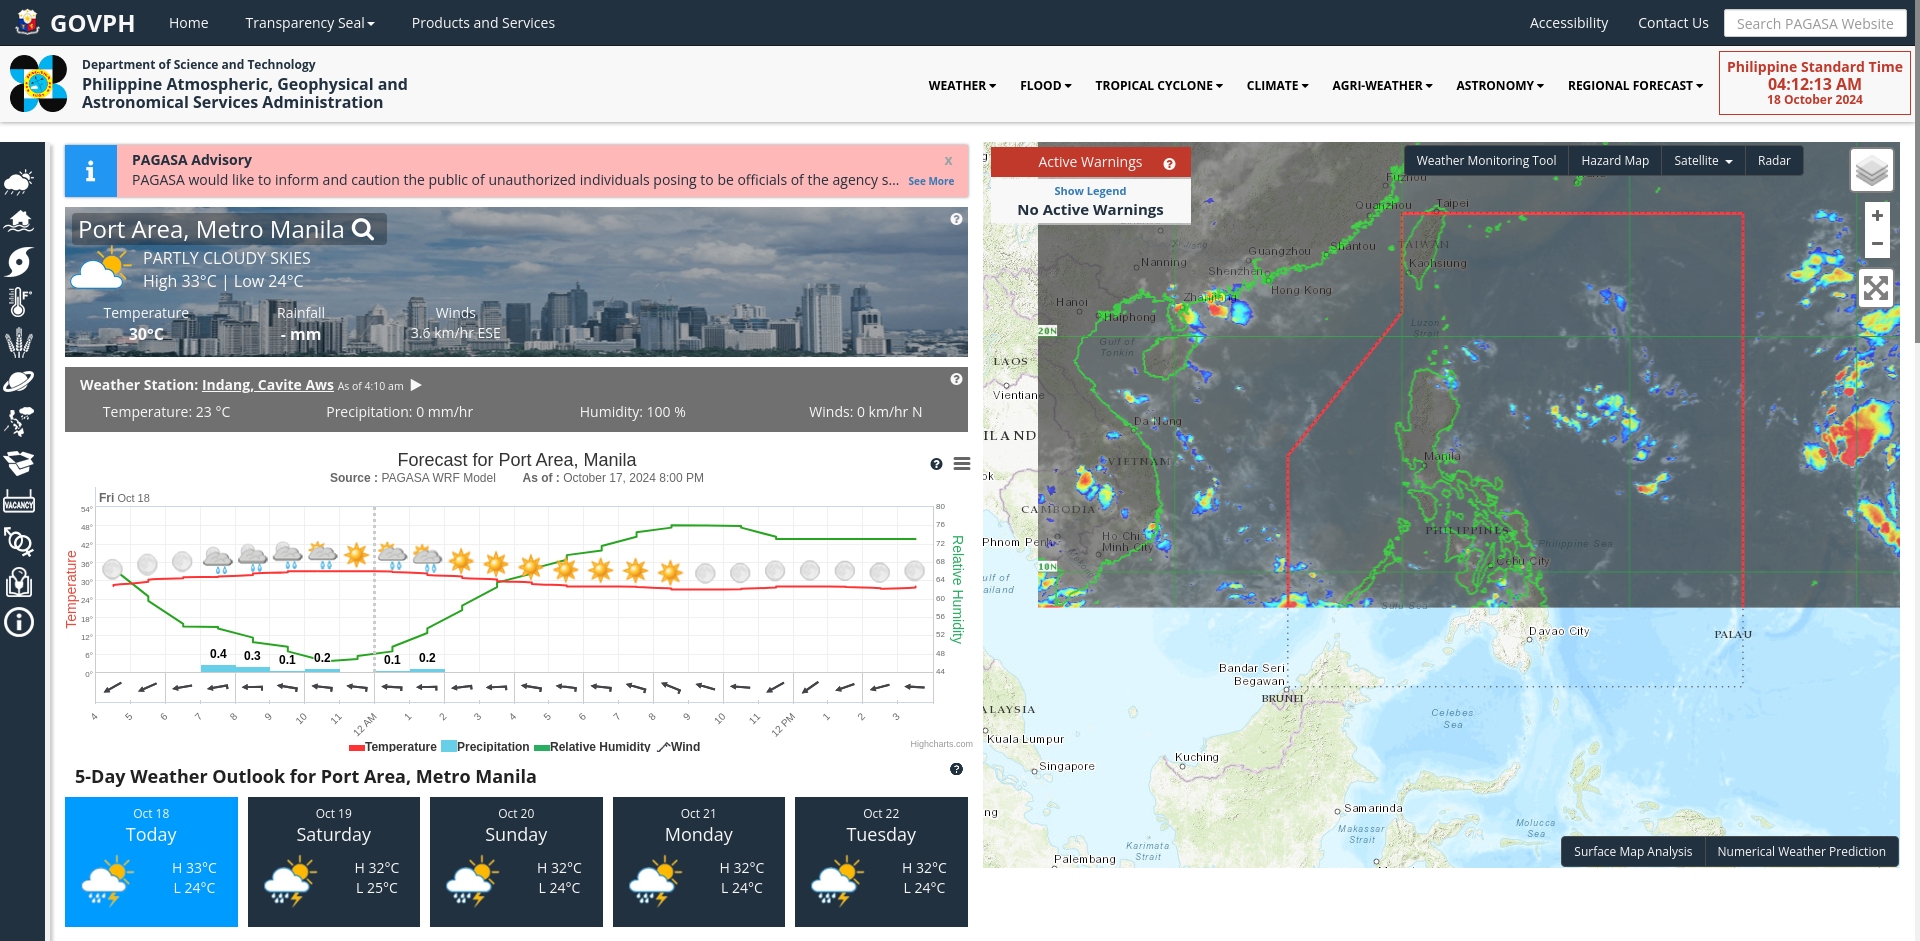 GOVPH
Home
Transparency Seal
Products and Services
Accessibility
Contact Us
Search PAGASA Website
Department of Science and Technology
Philippine Atmospheric, Geophysical and
Astronomical Services Administration
WEATHER
FLOOD
TROPICAL CYCLONE
CLIMATE
AGRI-WEATHER
ASTRONOMY
REGIONAL FORECAST
Philippine Standard Time
04:12:13 AM
18 October 2024
VACANCY
PAGASA Advisory
x
PAGASA would like to inform and caution the public of unauthorized individuals posing to be officials of the agency s...
See More
Port Area, Metro Manila
PARTLY CLOUDY SKIES
High 33°C | Low 24°C
Temperature
Rainfall
Winds
30°C
- mm
3.6 km/hr ESE
Weather Station: Indang, Cavite Aws As of 4:10 am
Temperature: 23 °C
Precipitation: 0 mm/hr
Humidity: 100 %
Winds: 0 km/hr N
Forecast for Port Area, Manila
Source : PAGASA WRF Model
As of : October 17, 2024 8:00 PM
Fri Oct 18
54°
48°
42°
36°
30°
24°
18°
12°
6°
0°
Temperature
80
76
72
68
64
60
56
52
48
44
Relative Humidity
0.4
0.3
0.1
0.2
0.1
0.2
4
5
6
7
8
9
10
11
12 AM
1
2
3
4
5
6
7
8
9
10
11
12 PM
1
2
3
Temperature
Precipitation
Relative Humidity
Wind
Highcharts.com
5-Day Weather Outlook for Port Area, Metro Manila
Oct 18
Today
H 33°C
L 24°C
Oct 19
Saturday
H 32°C
L 25°C
Oct 20
Sunday
H 32°C
L 24°C
Oct 21
Monday
H 32°C
L 24°C
Oct 22
Tuesday
H 32°C
L 24°C
Active Warnings
Show Legend
No Active Warnings
Weather Monitoring Tool
Hazard Map
Satellite
Radar
+
−
Fuzhou
Quanzhou
Taipei
Guangzhou
Shantou
TAIWAN
Nanning
Shenzhen
Kaohsiung
Hong Kong
Hanoi
Zhanjiang
Haiphong
20N
Luzon
Strait
Gulf of
Tonkin
LAOS
Vientiane
Da Nang
ILAND
Manila
VIETNAM
ok
CAMBODIA
PHILIPPINES
Phnom Penh
Ho Chi
Minh City
Philippine Sea
Cebu City
10N
ulf of
ailand
Sulu Sea
Davao City
PALAU
Bandar Seri
Begawan
BRUNEI
ALAYSIA
Celebes
Sea
Kuala Lumpur
Kuching
Singapore
Samarinda
ng
Makassar
Strait
Molucca
Sea
Karimata
Strait
Palembang
Surface Map Analysis
Numerical Weather Prediction